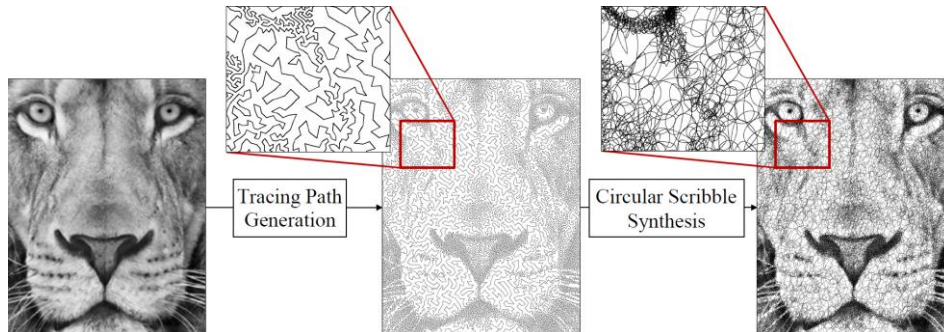 Tracing Path
Generation
Circular Scribble
Synthesis